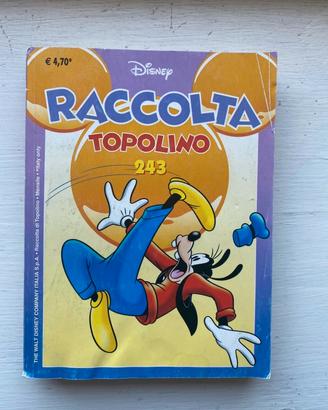 € 4,70*
Disney
RACCOLTA
TOPOLINO
243
THE WALT DISNEY COMPANY ITALIA S.p.A. • Raccolta di Topolino • Mensile • *Italy only